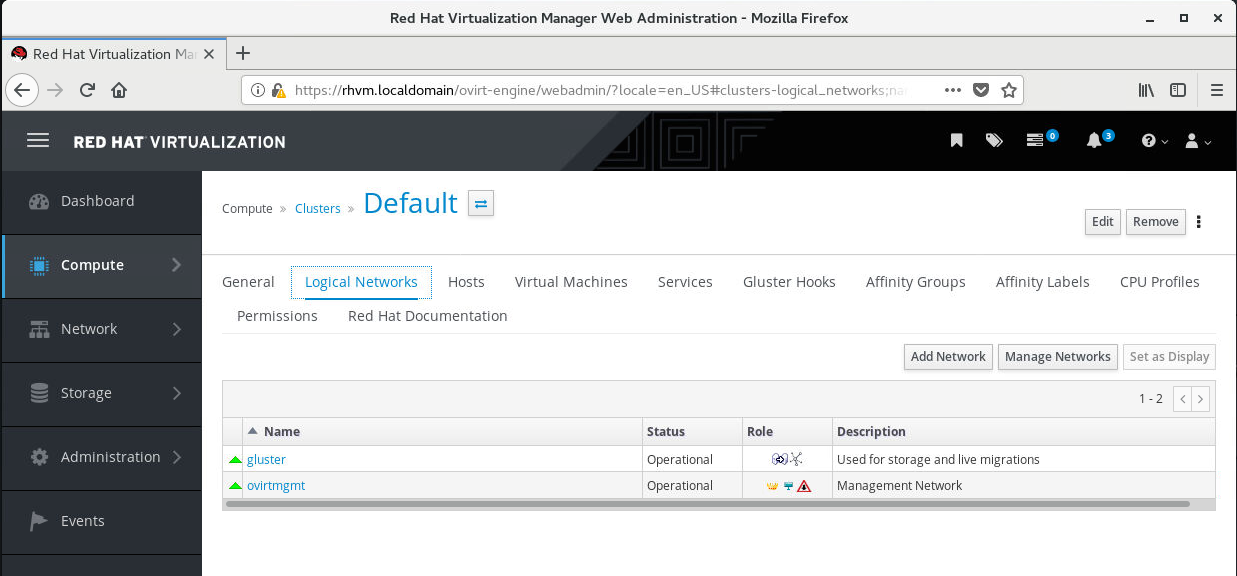 Red Hat Virtualization Manager Web Administration - Mozilla Firefox
Red Hat Virtualization Ma
https://rhvm.localdomain/ovirt-engine/webadmin/?locale=en_US#clusters-logical_networks;na
RED HAT VIRTUALIZATION
0
3
Dashboard
Compute
Network
Storage
Administration
Events
Compute » Clusters » Default
Edit Remove
General Logical Networks Hosts Virtual Machines Services Gluster Hooks Affinity Groups Affinity Labels CPU Profiles
Permissions Red Hat Documentation
Add Network Manage Networks Set as Display
1 - 2
Name Status Role Description
gluster Operational Used for storage and live migrations
ovirtmgmt Operational Management Network